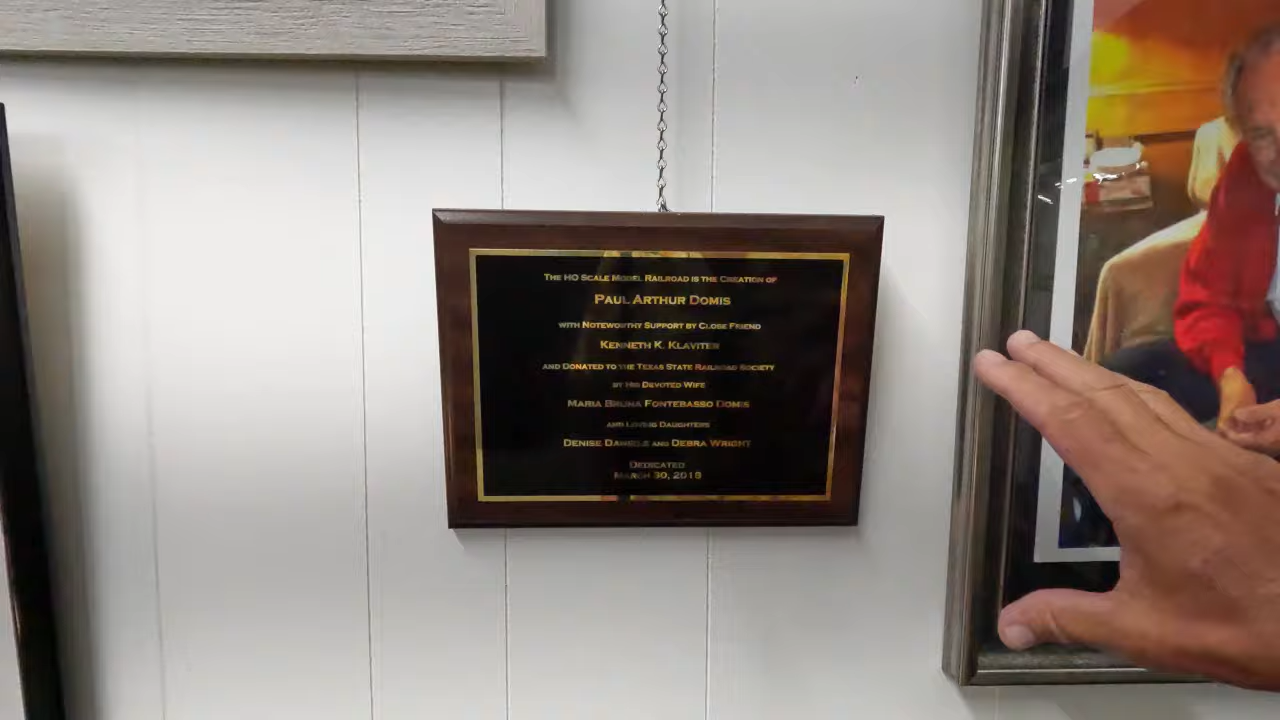 The HO Scale Model Railroad is the Creation of
Paul Arthur Domis
with Noteworthy Support by Close Friend
Kenneth K. Klaviter
and Donated to the Texas State Railroad Society
by His Devoted Wife
Maria Bruna Fontebasso Domis
and Loving Daughters
Denise Daniels and Debra Wright
Dedicated
March 30, 2018